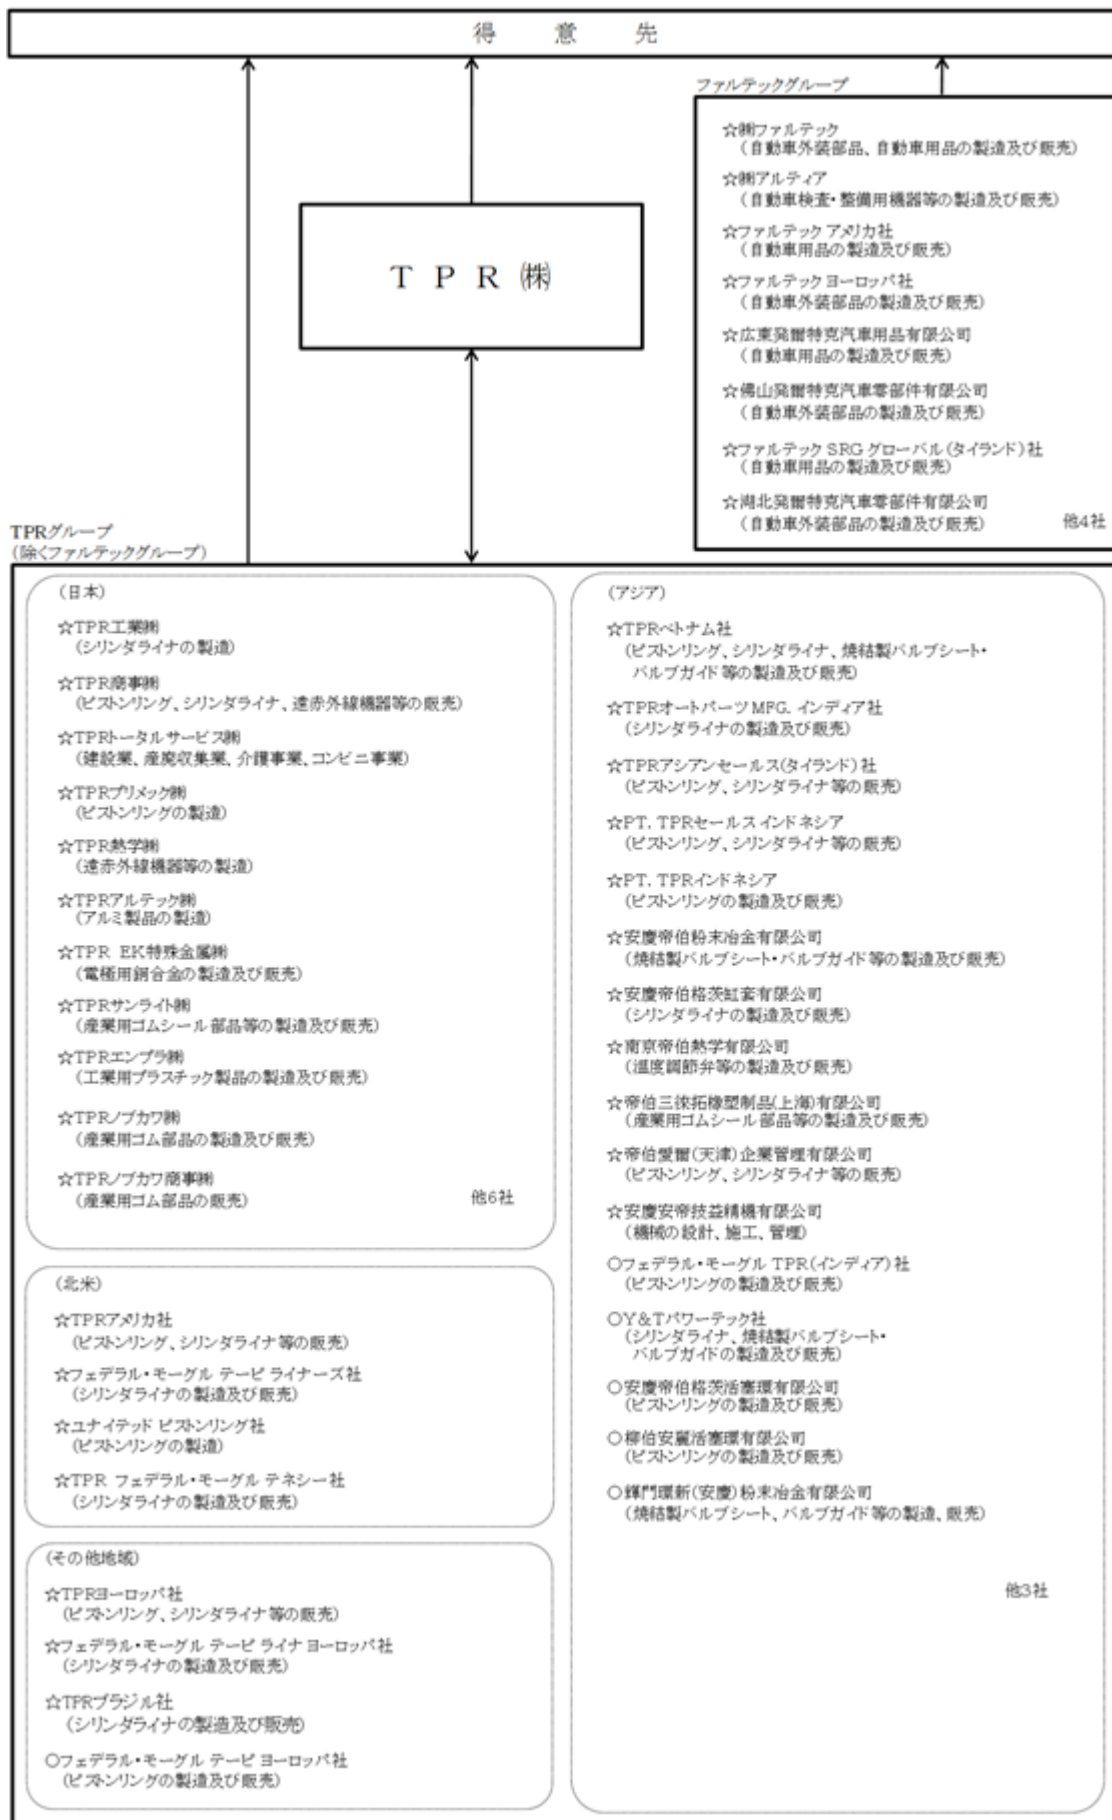 得意先
ファルテックグループ
☆㈱ファルテック
(自動車外装部品、自動車用品の製造及び販売)
☆㈱アルティア
(自動車検査・整備用機器等の製造及び販売)
☆ファルテック アメリカ社
(自動車用品の製造及び販売)
☆ファルテック ヨーロッパ社
(自動車外装部品の製造及び販売)
☆広東発爾特克汽車用品有限公司
(自動車用品の製造及び販売)
☆佛山発爾特克汽車零部件有限公司
(自動車外装部品の製造及び販売)
☆ファルテック SRG グローバル(タイランド)社
(自動車用品の製造及び販売)
☆湖北発爾特克汽車零部件有限公司
(自動車外装部品の製造及び販売) 他4社
TPR㈱
TPRグループ
(除くファルテックグループ)
(日本)
☆TPR工業㈱
(シリンダライナの製造)
☆TPR商事㈱
(ピストンリング、シリンダライナ、遠赤外線機器等の販売)
☆TPRトータルサービス㈱
(建設業、産廃収集業、介護事業、コンビニ事業)
☆TPRプリメック㈱
(ピストンリングの製造)
☆TPR熱学㈱
(遠赤外線機器等の製造)
☆TPRアルテック㈱
(アルミ製品の製造)
☆TPR EK特殊金属㈱
(電極用銅合金の製造及び販売)
☆TPRサンライト㈱
(産業用ゴムシール部品等の製造及び販売)
☆TPRエンプラ㈱
(工業用プラスチック製品の製造及び販売)
☆TPRノブカワ㈱
(産業用ゴム部品の製造及び販売)
☆TPRノブカワ商事㈱
(産業用ゴム部品の販売) 他6社
(北米)
☆TPRアメリカ社
(ピストンリング、シリンダライナ等の販売)
☆フェデラル・モーグル テーピ ライナーズ社
(シリンダライナの製造及び販売)
☆ユナイテッド ピストンリング社
(ピストンリングの製造)
☆TPR フェデラル・モーグル テネシー社
(シリンダライナの製造及び販売)
(その他地域)
☆TPRヨーロッパ社
(ピストンリング、シリンダライナ等の販売)
☆フェデラル・モーグル テーピ ライナ ヨーロッパ社
(シリンダライナの製造及び販売)
☆TPRブラジル社
(シリンダライナの製造及び販売)
○フェデラル・モーグル テーピ ヨーロッパ社
(ピストンリングの製造及び販売)
(アジア)
☆TPRベトナム社
(ピストンリング、シリンダライナ、焼結製バルブシート・
バルブガイド等の製造及び販売)
☆TPRオートパーツMFG.インディア社
(シリンダライナの製造及び販売)
☆TPRアシアンセールス(タイランド)社
(ピストンリング、シリンダライナ等の販売)
☆PT.TPRセールスインドネシア
(ピストンリング、シリンダライナ等の販売)
☆PT.TPRインドネシア
(ピストンリングの製造及び販売)
☆安慶帝伯粉末冶金有限公司
(焼結製バルブシート・バルブガイド等の製造及び販売)
☆安慶帝伯格茨缸套有限公司
(シリンダライナの製造及び販売)
☆南京帝伯熱学有限公司
(温度調節弁等の製造及び販売)
☆帝伯三徠拓橡塑制品(上海)有限公司
(産業用ゴムシール部品等の製造及び販売)
☆帝伯愛爾(天津)企業管理有限公司
(ピストンリング、シリンダライナ等の販売)
☆安慶安帝技益精機有限公司
(機械の設計、施工、管理)
○フェデラル・モーグル TPR(インディア)社
(ピストンリングの製造及び販売)
○Y&Tパワーテック社
(シリンダライナ、焼結製バルブシート・
バルブガイドの製造及び販売)
○安慶帝伯格茨活塞環有限公司
(ピストンリングの製造及び販売)
○柳伯安麗活塞環有限公司
(ピストンリングの製造及び販売)
○輝門環新(安慶)粉末冶金有限公司
(焼結製バルブシート、バルブガイド等の製造、販売)
他3社